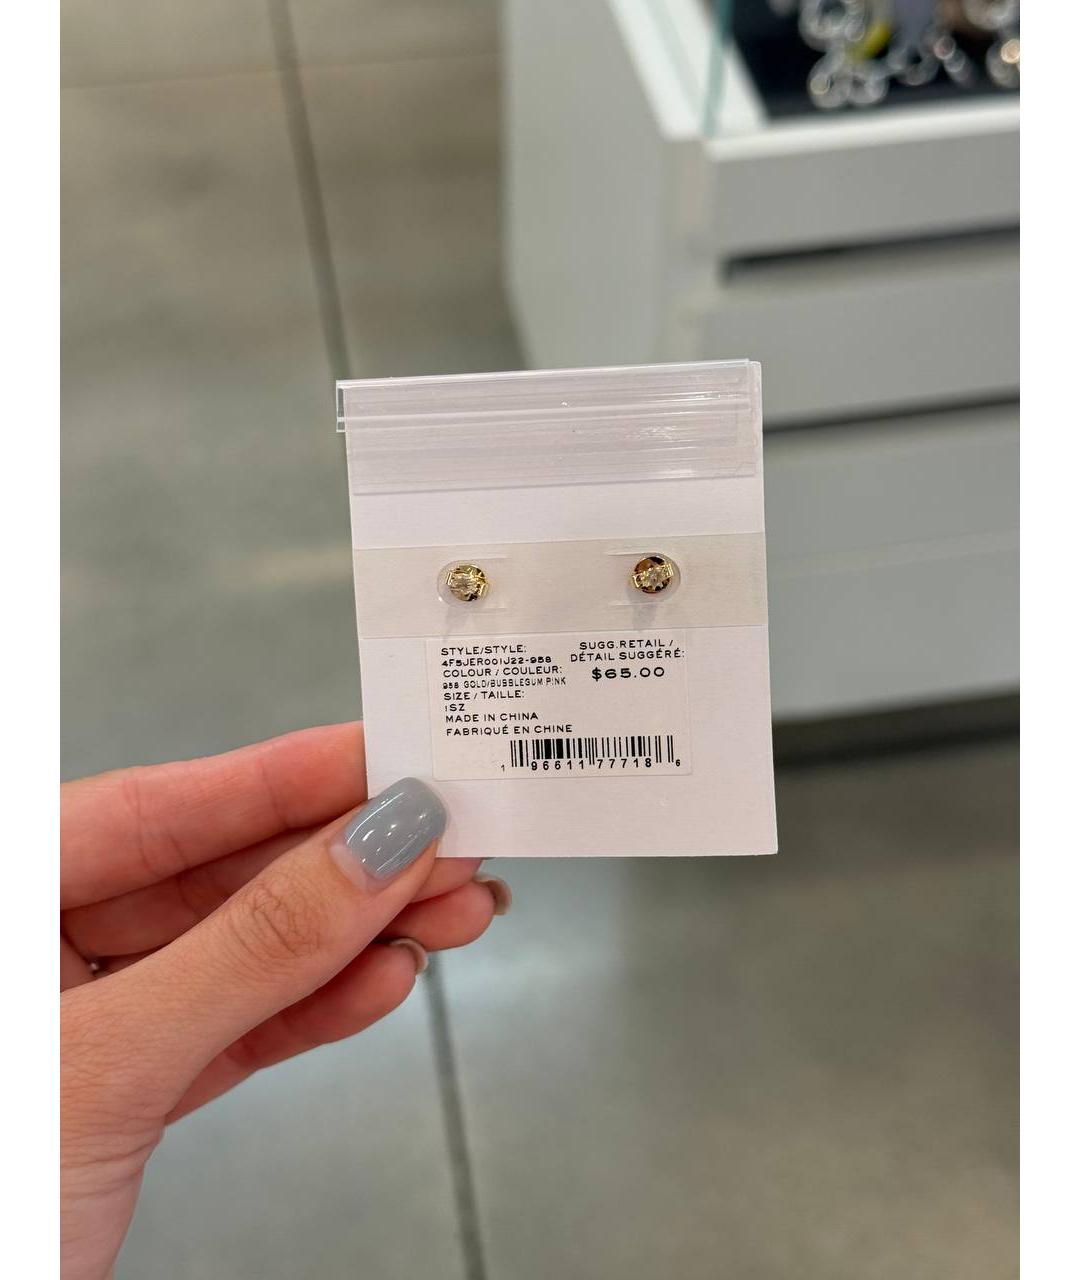 STYLE/STYLE:
4F5JER001J22-958
COLOUR / COULEUR:
958 GOLD/BUBBLEGUM PINK
SIZE / TAILLE:
1SZ
MADE IN CHINA
FABRIQUÉ EN CHINE
SUGG.RETAIL /
DÉTAIL SUGGÉRÉ:
$65.00
1 96611 77718 6